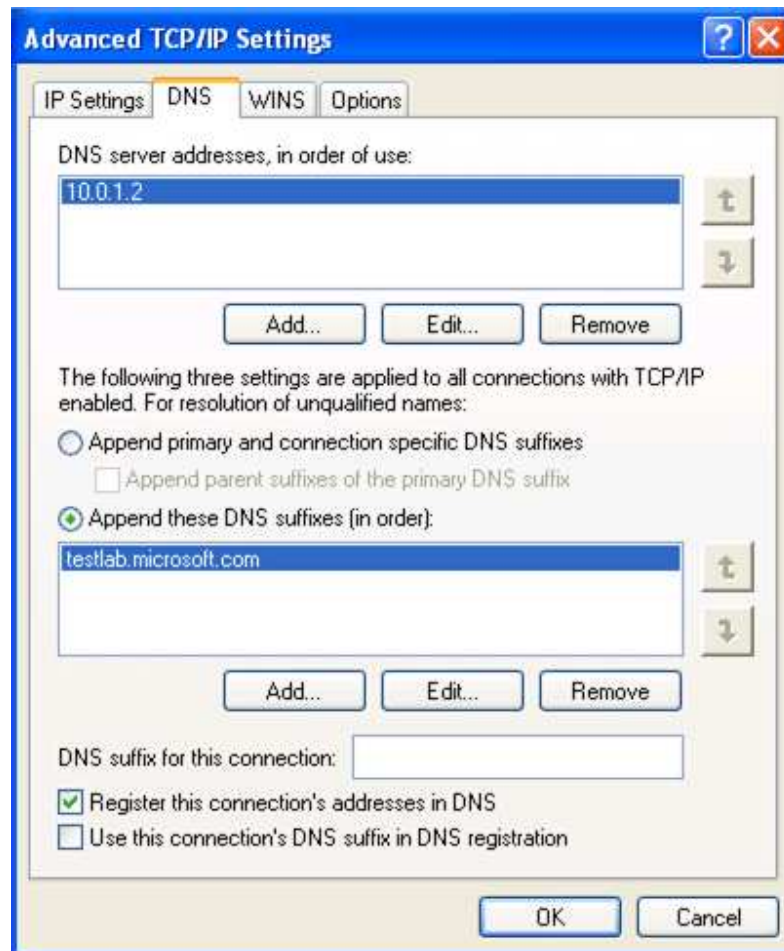 Advanced TCP/IP Settings
IP Settings DNS WINS Options
DNS server addresses, in order of use:
10.0.1.2
Add... Edit... Remove
The following three settings are applied to all connections with TCP/IP
enabled. For resolution of unqualified names:
Append primary and connection specific DNS suffixes
Append parent suffixes of the primary DNS suffix
Append these DNS suffixes (in order):
testlab.microsoft.com
Add... Edit... Remove
DNS suffix for this connection:
Register this connection's addresses in DNS
Use this connection's DNS suffix in DNS registration
OK Cancel